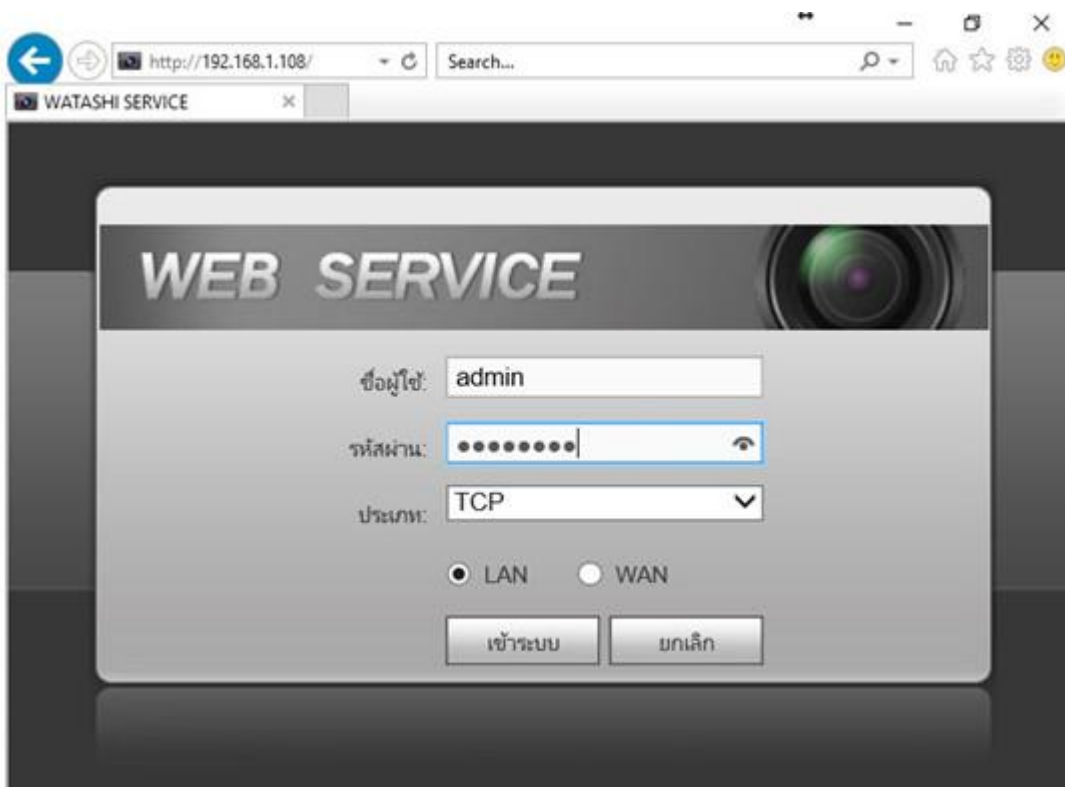 http://192.168.1.108/
Search...
WATASHI SERVICE
WEB SERVICE
ชื่อผู้ใช้: admin
รหัสผ่าน: ●●●●●●●●
ประเภท: TCP
LAN WAN
เข้าระบบ ยกเลิก